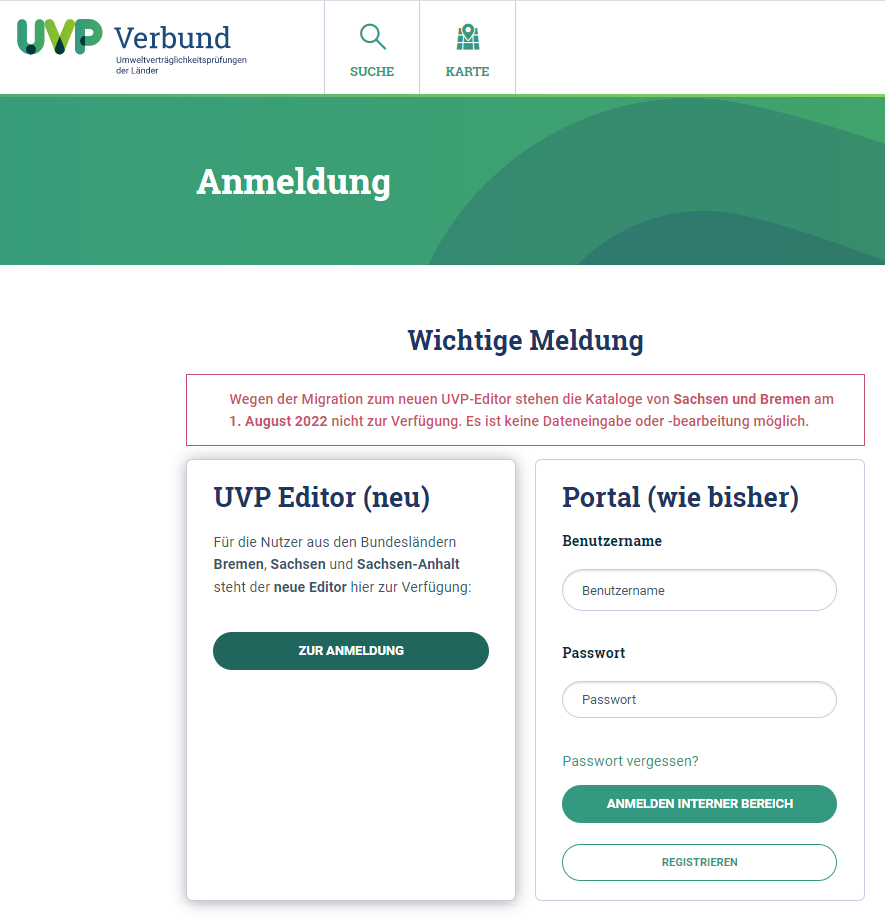 UVP Verbund
Umweltverträglichkeitsprüfungen
der Länder
SUCHE
KARTE
Anmeldung
Wichtige Meldung
Wegen der Migration zum neuen UVP-Editor stehen die Kataloge von Sachsen und Bremen am
1. August 2022 nicht zur Verfügung. Es ist keine Dateneingabe oder -bearbeitung möglich.
UVP Editor (neu)
Für die Nutzer aus den Bundesländern
Bremen, Sachsen und Sachsen-Anhalt
steht der neue Editor hier zur Verfügung:
ZUR ANMELDUNG
Portal (wie bisher)
Benutzername
Benutzername
Passwort
Passwort
Passwort vergessen?
ANMELDEN INTERNER BEREICH
REGISTRIEREN